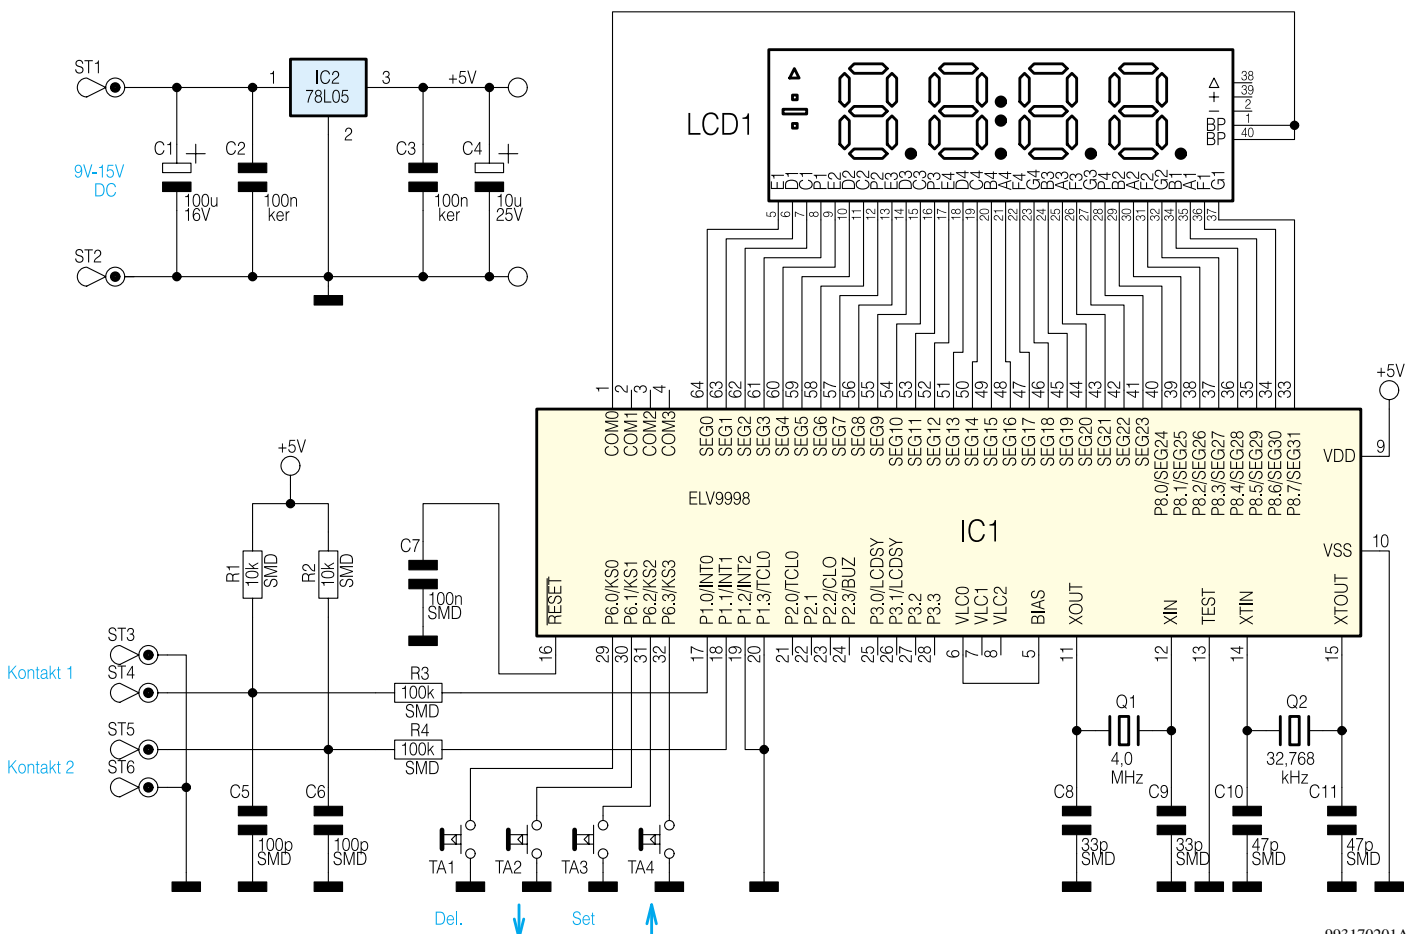 ST1
1
IC2
78L05
3
+5V
2
C1
+
100u
16V
C2
100n
ker
C3
100n
ker
C4
+
10u
25V
9V-15V
DC
ST2
LCD1
Δ
+
−
BP
BP
38
39
2
1
40
E1
D1
C1
P1
E2
D2
C2
P2
E3
D3
C3
P3
E4
D4
C4
B4
A4
F4
G4
B3
A3
F3
G3
P4
B2
A2
F2
G2
B1
A1
F1
G1
5
6
7
8
9
10
11
12
13
14
15
16
17
18
19
20
21
22
23
24
25
26
27
28
29
30
31
32
34
35
36
37
1
2
3
4
64
63
62
61
60
59
58
57
56
55
54
53
52
51
50
49
48
47
46
45
44
43
42
41
40
39
38
37
36
35
34
33
+5V
COM0
COM1
COM2
COM3
SEG0
SEG1
SEG2
SEG3
SEG4
SEG5
SEG6
SEG7
SEG8
SEG9
SEG10
SEG11
SEG12
SEG13
SEG14
SEG15
SEG16
SEG17
SEG18
SEG19
SEG20
SEG21
SEG22
SEG23
P8.0/SEG24
P8.1/SEG25
P8.2/SEG26
P8.3/SEG27
P8.4/SEG28
P8.5/SEG29
P8.6/SEG30
P8.7/SEG31
VDD
9
ELV9998
IC1
VSS
10
RESET
P6.0/KS0
P6.1/KS1
P6.2/KS2
P6.3/KS3
P1.0/INT0
P1.1/INT1
P1.2/INT2
P1.3/TCL0
P2.0/TCL0
P2.1
P2.2/CLO
P2.3/BUZ
P3.0/LCDSY
P3.1/LCDSY
P3.2
P3.3
VLC0
VLC1
VLC2
BIAS
XOUT
XIN
TEST
XTIN
XTOUT
16
29
30
31
32
17
18
19
20
21
22
23
24
25
26
27
28
6
7
8
5
11
12
13
14
15
+5V
R1
10k
SMD
R2
10k
SMD
C7
100n
SMD
ST3
Kontakt 1
ST4
R3
100k
SMD
ST5
R4
100k
SMD
Kontakt 2
ST6
C5
100p
SMD
C6
100p
SMD
TA1
TA2
TA3
TA4
Del.
Set
Q1
4,0
MHz
Q2
32,768
kHz
C8
33p
SMD
C9
33p
SMD
C10
47p
SMD
C11
47p
SMD